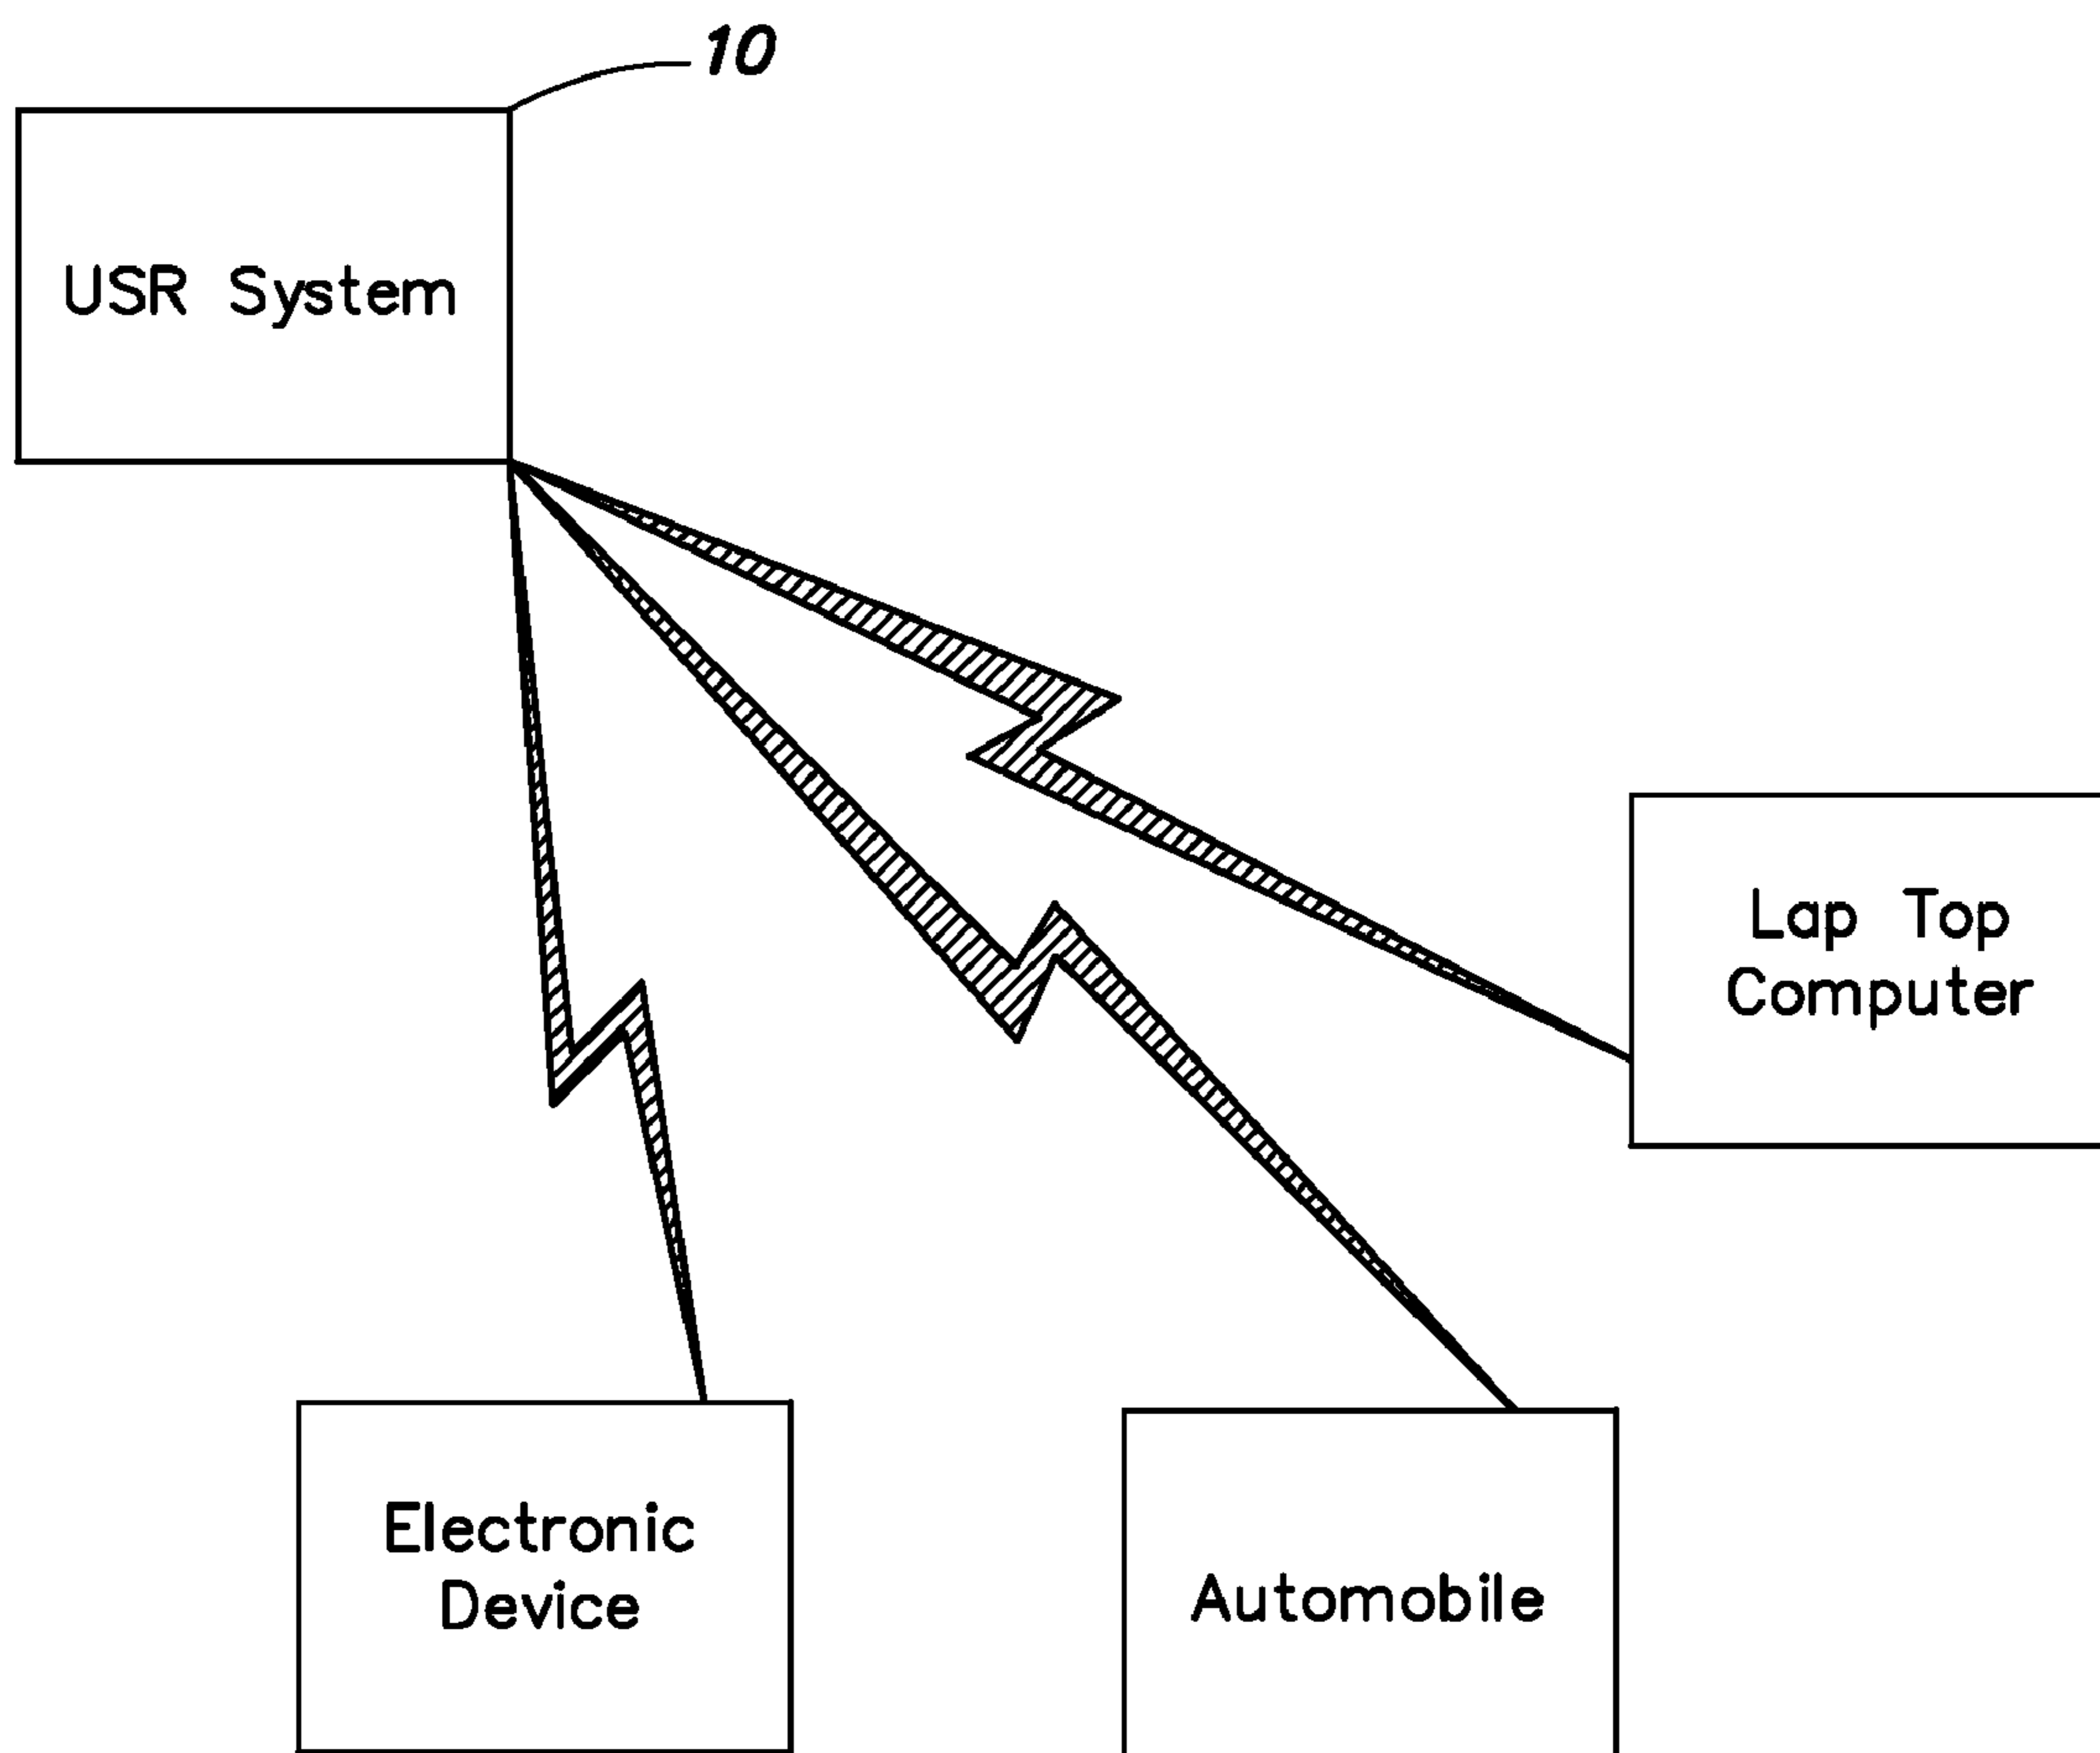 10
USR System
Lap Top
Computer
Electronic
Device
Automobile